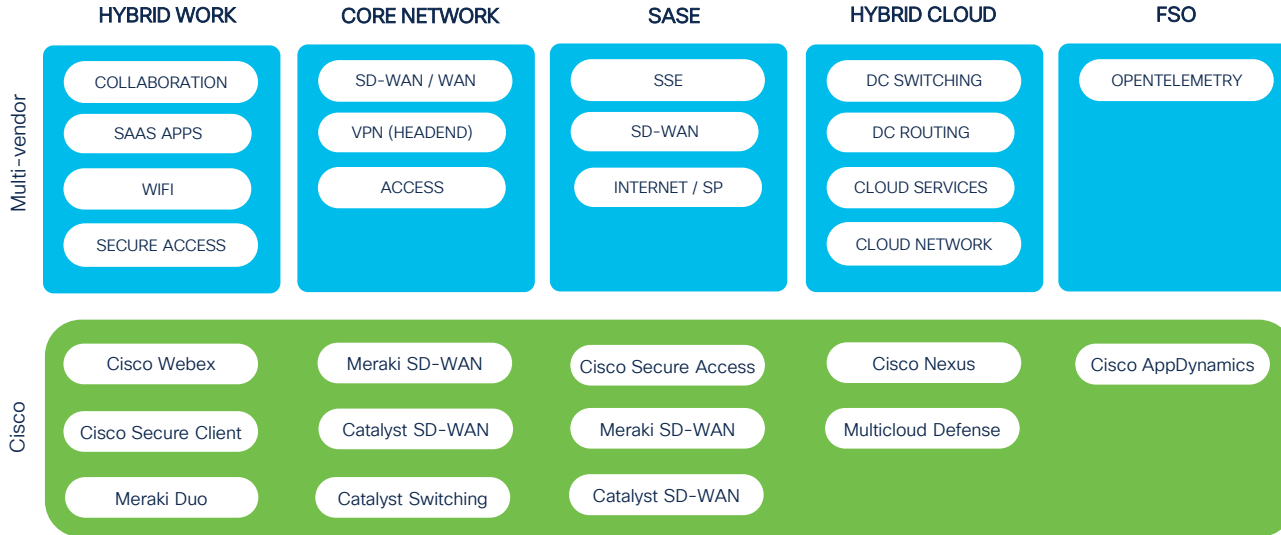 HYBRID WORK
CORE NETWORK
SASE
HYBRID CLOUD
FSO
Multi-vendor
COLLABORATION
SAAS APPS
WIFI
SECURE ACCESS
SD-WAN / WAN
VPN (HEADEND)
ACCESS
SSE
SD-WAN
INTERNET / SP
DC SWITCHING
DC ROUTING
CLOUD SERVICES
CLOUD NETWORK
OPENTELEMETRY
Cisco
Cisco Webex
Cisco Secure Client
Meraki Duo
Meraki SD-WAN
Catalyst SD-WAN
Catalyst Switching
Cisco Secure Access
Meraki SD-WAN
Catalyst SD-WAN
Cisco Nexus
Multicloud Defense
Cisco AppDynamics